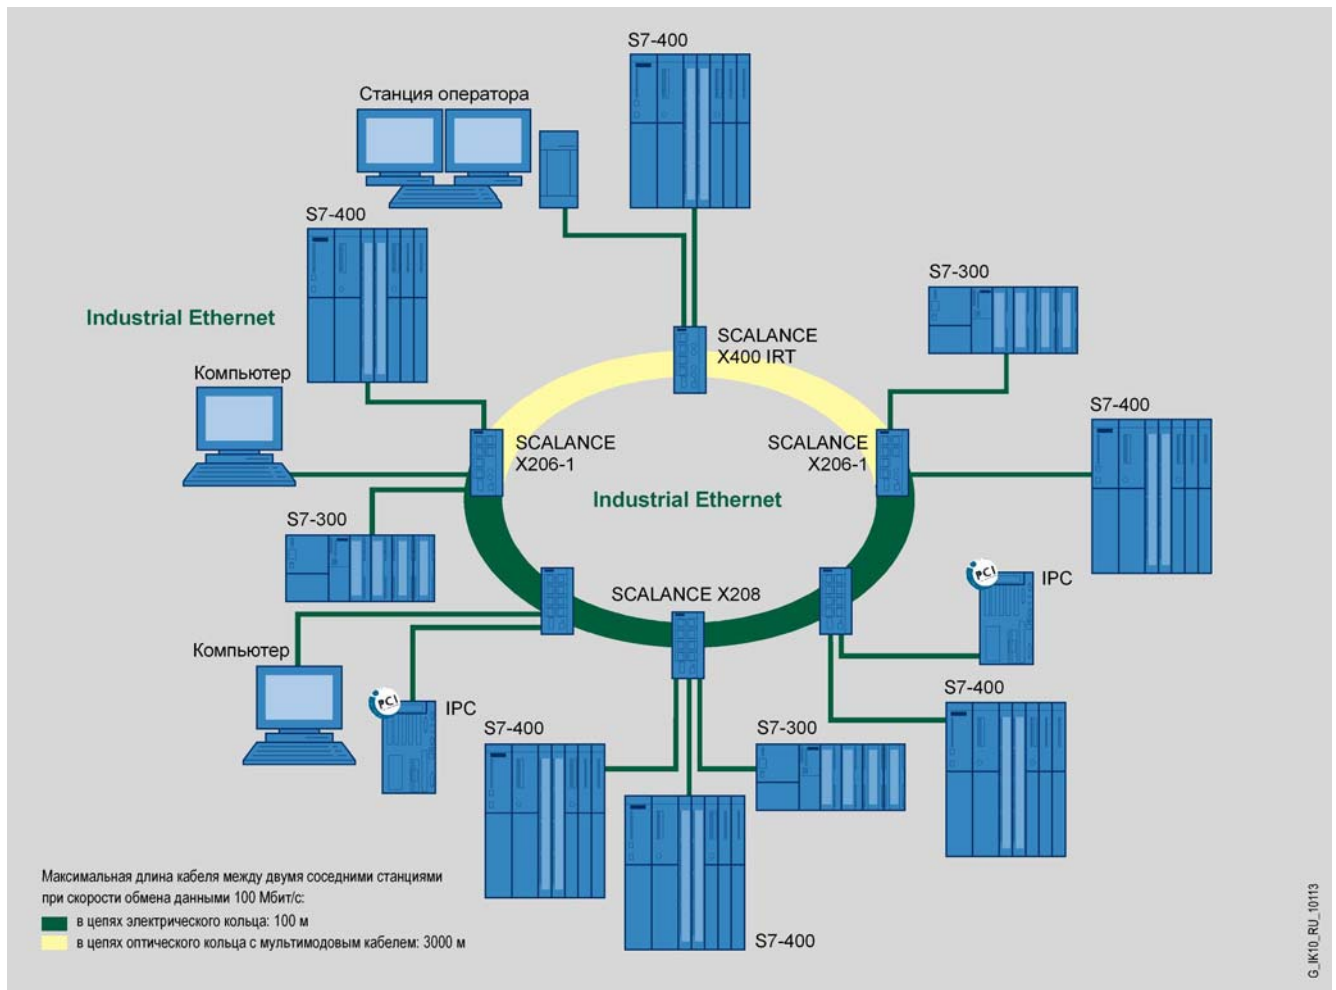 S7-400
Станция оператора
S7-400
S7-300
Industrial Ethernet
SCALANCE
X400 IRT
Компьютер
S7-400
SCALANCE
X206-1
SCALANCE
X206-1
Industrial Ethernet
S7-300
PCI
IPC
SCALANCE X208
Компьютер
PCI
IPC
S7-400
S7-400
S7-300
S7-400
Максимальная длина кабеля между двумя соседними станциями
при скорости обмена данными 100 Мбит/с:
в цепях электрического кольца: 100 м
в цепях оптического кольца с мультимодовым кабелем: 3000 м
G_IK10_RU_10113